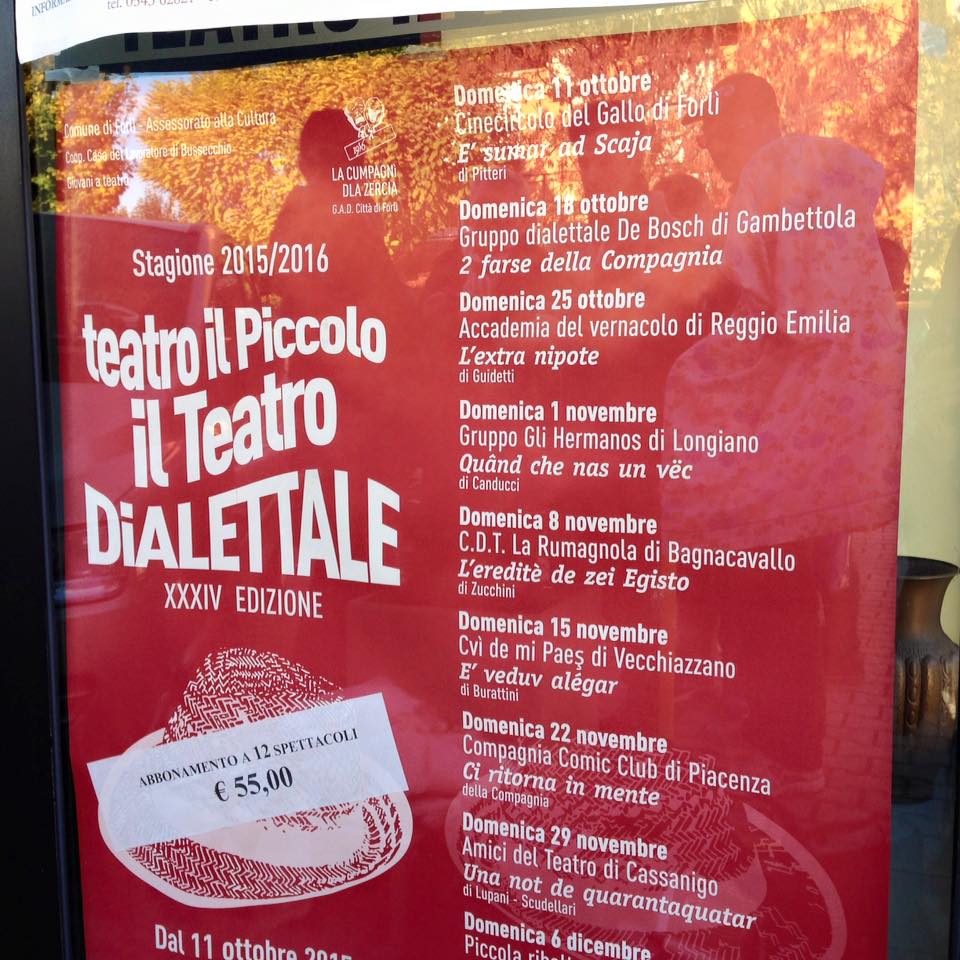 TEATRO
Comune di Forlì - Assessorato alla Cultura
Coop. Casa del Lavoratore di Bussecchio
Giovani a teatro
1916
LA CUMPAGNÌ
DLA ZERCIA
G.A.D. Città di Forlì
Stagione 2015/2016
teatro il Piccolo
il Teatro
DiALETTALE
XXXIV EDIZIONE
ABBONAMENTO A 12 SPETTACOLI
€ 55,00
Dal 11 ottobre
Domenica 11 ottobre
Cinecircolo del Gallo di Forlì
E' sumar ad Scaja
di Pitteri
Domenica 18 ottobre
Gruppo dialettale De Bosch di Gambettola
2 farse della Compagnia
Domenica 25 ottobre
Accademia del vernacolo di Reggio Emilia
L'extra nipote
di Guidetti
Domenica 1 novembre
Gruppo Gli Hermanos di Longiano
Quând che nas un vëc
di Canducci
Domenica 8 novembre
C.D.T. La Rumagnola di Bagnacavallo
L'ereditè de zei Egisto
di Zucchini
Domenica 15 novembre
Cvì de mi Paeş di Vecchiazzano
E' veduv alégar
di Burattini
Domenica 22 novembre
Compagnia Comic Club di Piacenza
Ci ritorna in mente
della Compagnia
Domenica 29 novembre
Amici del Teatro di Cassanigo
Una not de quarantaquatar
di Lupani - Scudellari
Domenica 6 dicembre
Piccola